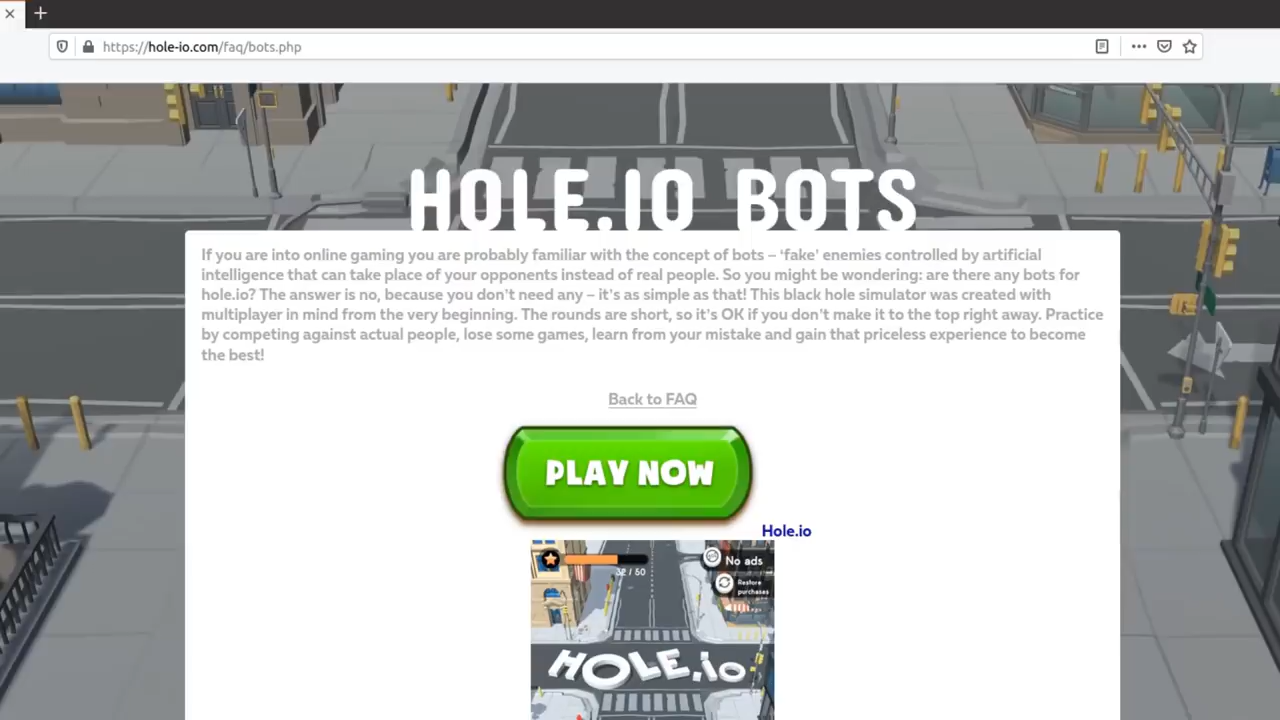 https://hole-io.com/faq/bots.php
HOLE.IO BOTS
If you are into online gaming you are probably familiar with the concept of bots – ‘fake’ enemies controlled by artificial
intelligence that can take place of your opponents instead of real people. So you might be wondering: are there any bots for
hole.io? The answer is no, because you don’t need any – it’s as simple as that! This black hole simulator was created with
multiplayer in mind from the very beginning. The rounds are short, so it’s OK if you don’t make it to the top right away. Practice
by competing against actual people, lose some games, learn from your mistake and gain that priceless experience to become
the best!
Back to FAQ
PLAY NOW
Hole.io
No ads
32 / 50
Restore
purchases
HOLE.io